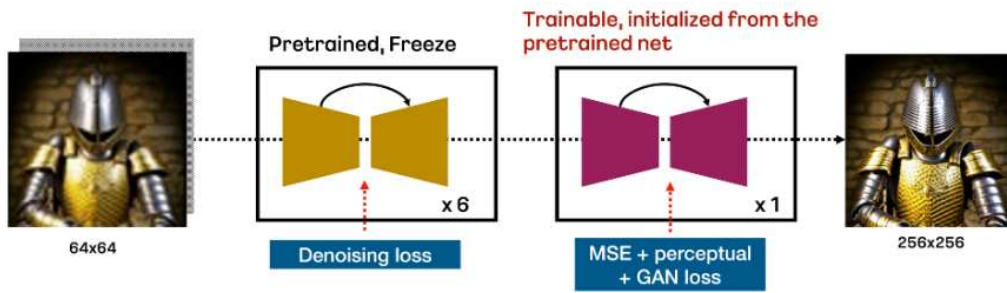 Trainable, initialized from the
pretrained net
Pretrained, Freeze
x 6
x 1
64x64
Denoising loss
MSE + perceptual
+ GAN loss
256x256